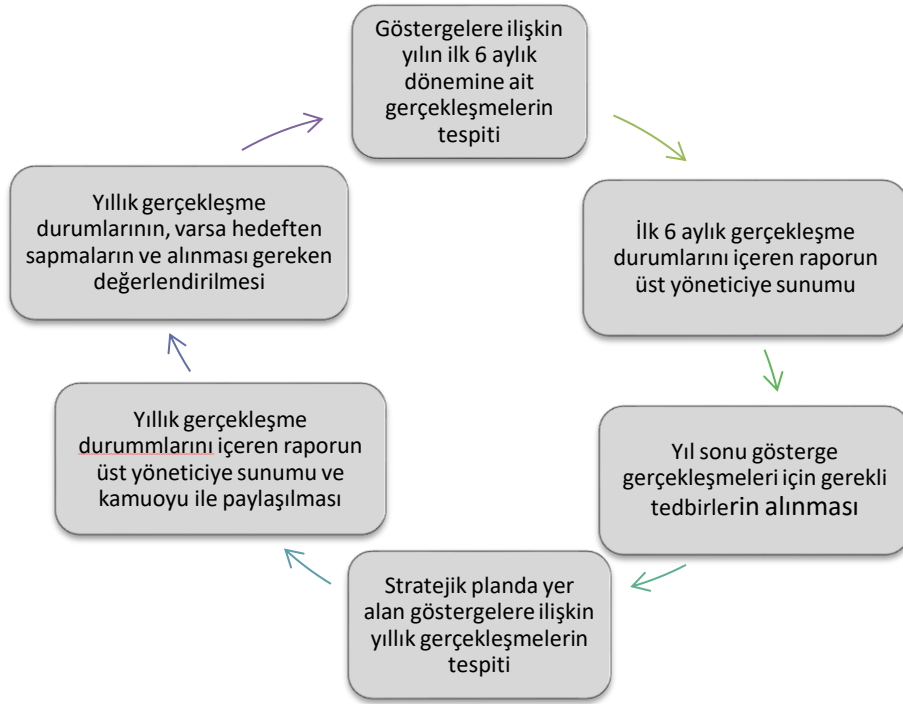 Göstergelere ilişkin
yılın ilk 6 aylık
dönemine ait
gerçekleşmelerin
tespiti
İlk 6 aylık gerçekleşme
durumlarını içeren raporun
üst yöneticiye sunumu
Yıl sonu gösterge
gerçekleşmeleri için gerekli
tedbirlerin alınması
Stratejik planda yer
alan göstergelere ilişkin
yıllık gerçekleşmelerin
tespiti
Yıllık gerçekleşme
durummlarını içeren raporun
üst yöneticiye sunumu ve
kamuoyu ile paylaşılması
Yıllık gerçekleşme
durumlarının, varsa hedeften
sapmaların ve alınması gereken
değerlendirilmesi